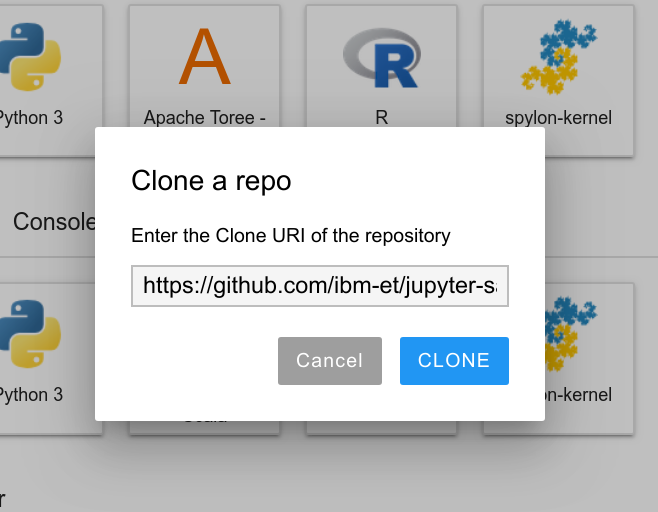 Python 3
Apache Toree -
R
spylon-kernel
Clone a repo
Console
Enter the Clone URI of the repository
https://github.com/ibm-et/jupyter-sa
Cancel
CLONE
Python 3
on-kernel